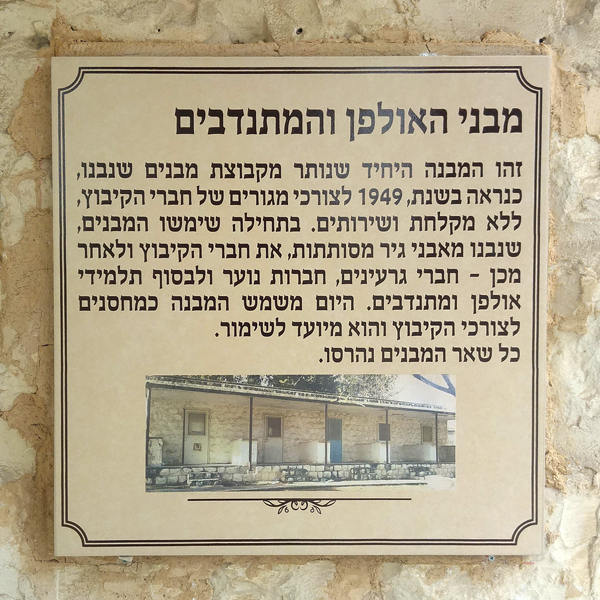 מבני האולפן והמתנדבים
זהו המבנה היחיד שנותר מקבוצת מבנים שנבנו,
כנראה בשנת, 1949 לצורכי מגורים של חברי הקיבוץ,
ללא מקלחת ושירותים. בתחילה שימשו המבנים,
שנבנו מאבני גיר מסותתות, את חברי הקיבוץ ולאחר
מכן - חברי גרעינים, חברות נוער ולבסוף תלמידי
אולפן ומתנדבים. היום משמש המבנה כמחסנים
לצורכי הקיבוץ והוא מיועד לשימור.
כל שאר המבנים נהרסו.